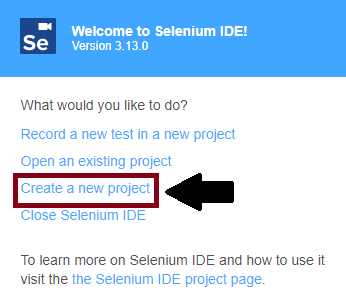 Se
Welcome to Selenium IDE!
Version 3.13.0
What would you like to do?
Record a new test in a new project
Open an existing project
Create a new project
Close Selenium IDE
To learn more on Selenium IDE and how to use it
visit the the Selenium IDE project page.